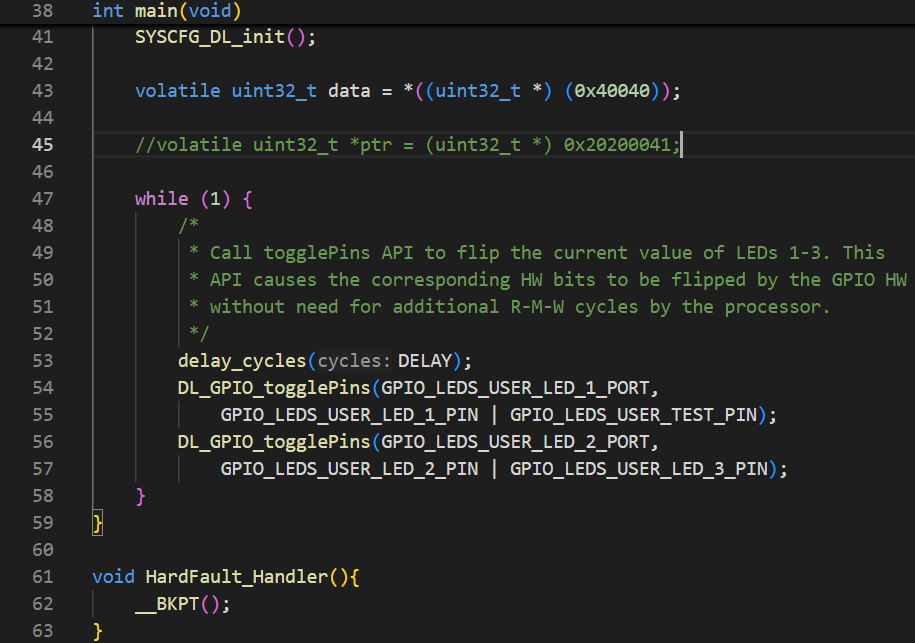 38 int main(void)
41     SYSCFG_DL_init();
42
43     volatile uint32_t data = *((uint32_t *) (0x40040));
44
45     //volatile uint32_t *ptr = (uint32_t *) 0x20200041;
46
47     while (1) {
48         /*
49          * Call togglePins API to flip the current value of LEDs 1-3. This
50          * API causes the corresponding HW bits to be flipped by the GPIO HW
51          * without need for additional R-M-W cycles by the processor.
52          */
53         delay_cycles(cycles: DELAY);
54         DL_GPIO_togglePins(GPIO_LEDS_USER_LED_1_PORT,
55             GPIO_LEDS_USER_LED_1_PIN | GPIO_LEDS_USER_TEST_PIN);
56         DL_GPIO_togglePins(GPIO_LEDS_USER_LED_2_PORT,
57             GPIO_LEDS_USER_LED_2_PIN | GPIO_LEDS_USER_LED_3_PIN);
58     }
59 }
60
61 void HardFault_Handler(){
62     __BKPT();
63 }